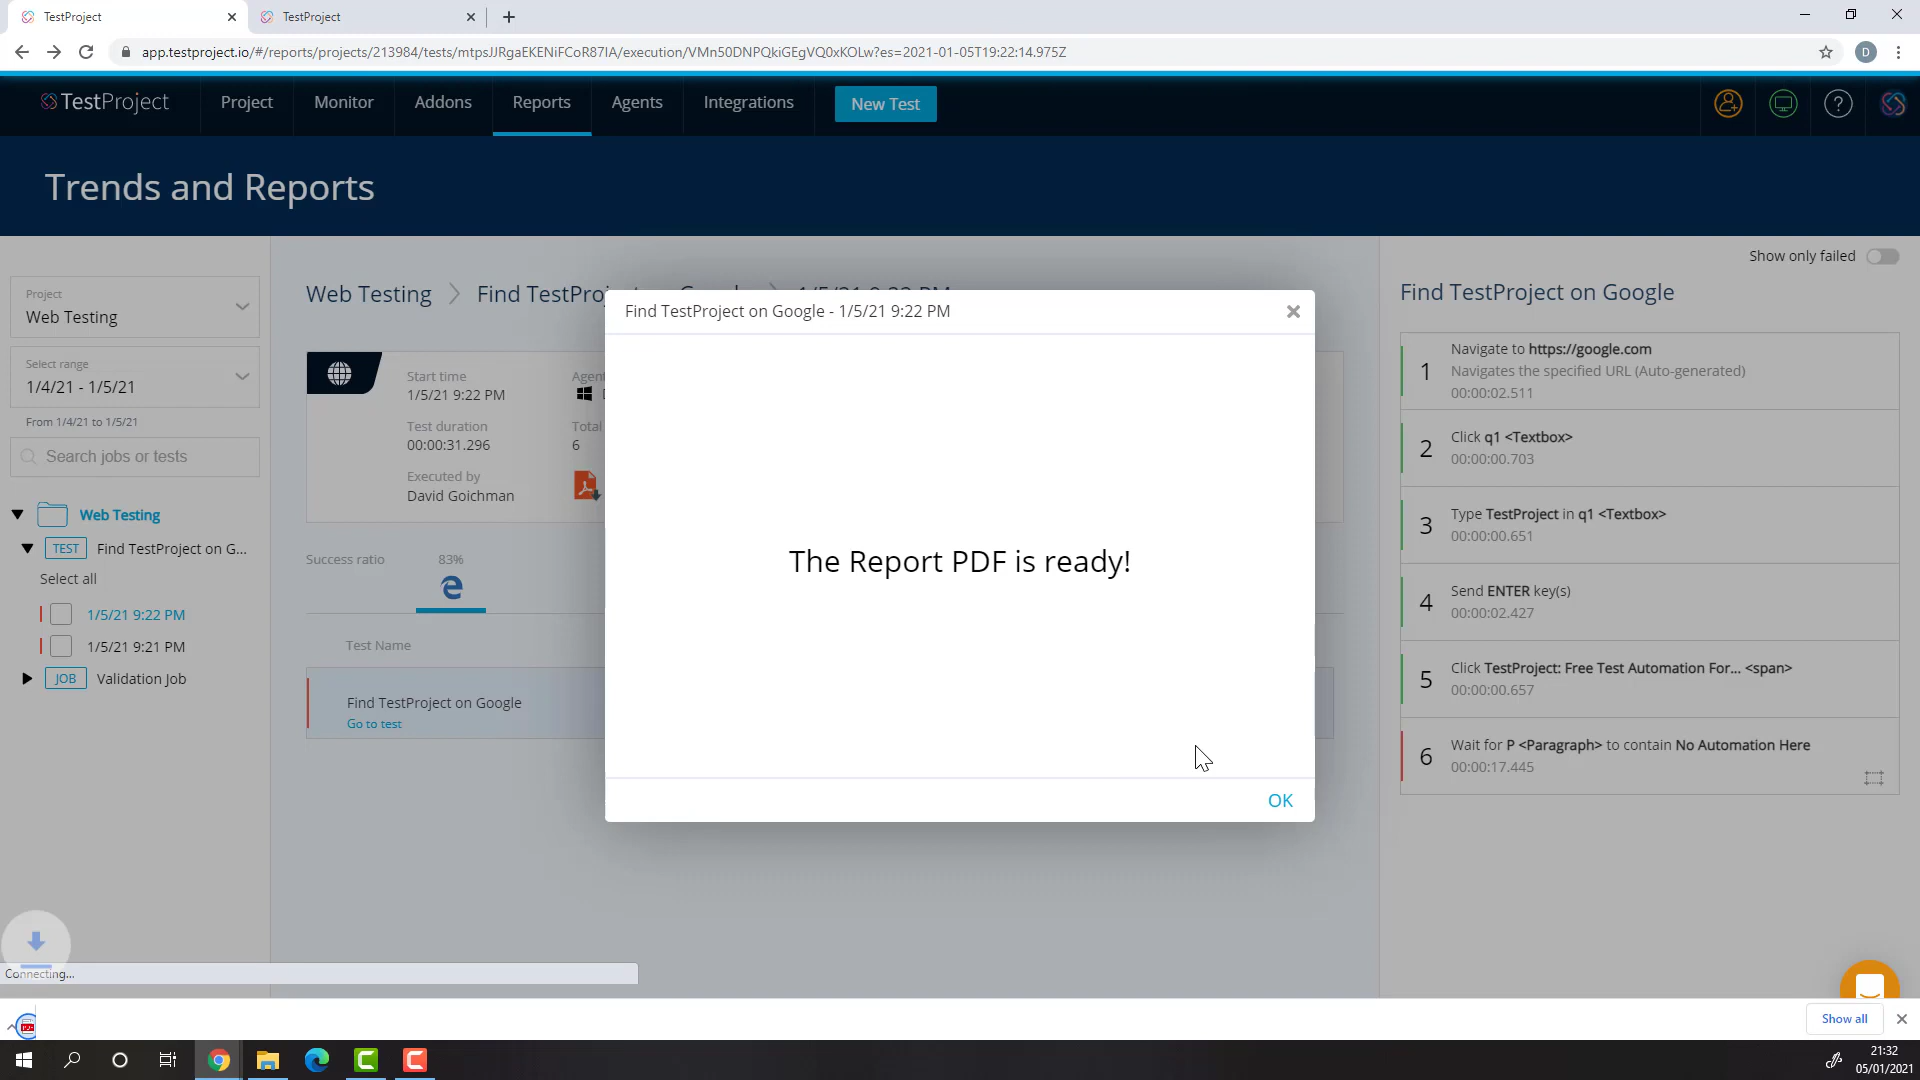 TestProject
TestProject
app.testproject.io/#/reports/projects/213984/tests/mtpsJJRgaEKENiFCoR87IA/execution/VMn50DNPQkiGEgVQ0xKOLw?es=2021-01-05T19:22:14.975Z
D
TestProject
Project
Monitor
Addons
Reports
Agents
Integrations
New Test
?
Trends and Reports
Project
Web Testing
Select range
1/4/21 - 1/5/21
From 1/4/21 to 1/5/21
Search jobs or tests
Web Testing
TEST Find TestProject on G...
Select all
1/5/21 9:22 PM
1/5/21 9:21 PM
JOB Validation Job
Connecting...
Web Testing
Find TestProj
Start time
1/5/21 9:22 PM
Agent
Test duration
00:00:31.296
Total
6
Executed by
David Goichman
Success ratio
83%
Test Name
Find TestProject on Google
Go to test
Find TestProject on Google - 1/5/21 9:22 PM
The Report PDF is ready!
OK
Show only failed
Find TestProject on Google
1
Navigate to https://google.com
Navigates the specified URL (Auto-generated)
00:00:02.511
2
Click q1 <Textbox>
00:00:00.703
3
Type TestProject in q1 <Textbox>
00:00:00.651
4
Send ENTER key(s)
00:00:02.427
5
Click TestProject: Free Test Automation For... <span>
00:00:00.657
6
Wait for P <Paragraph> to contain No Automation Here
00:00:17.445
Show all
21:32
05/01/2021